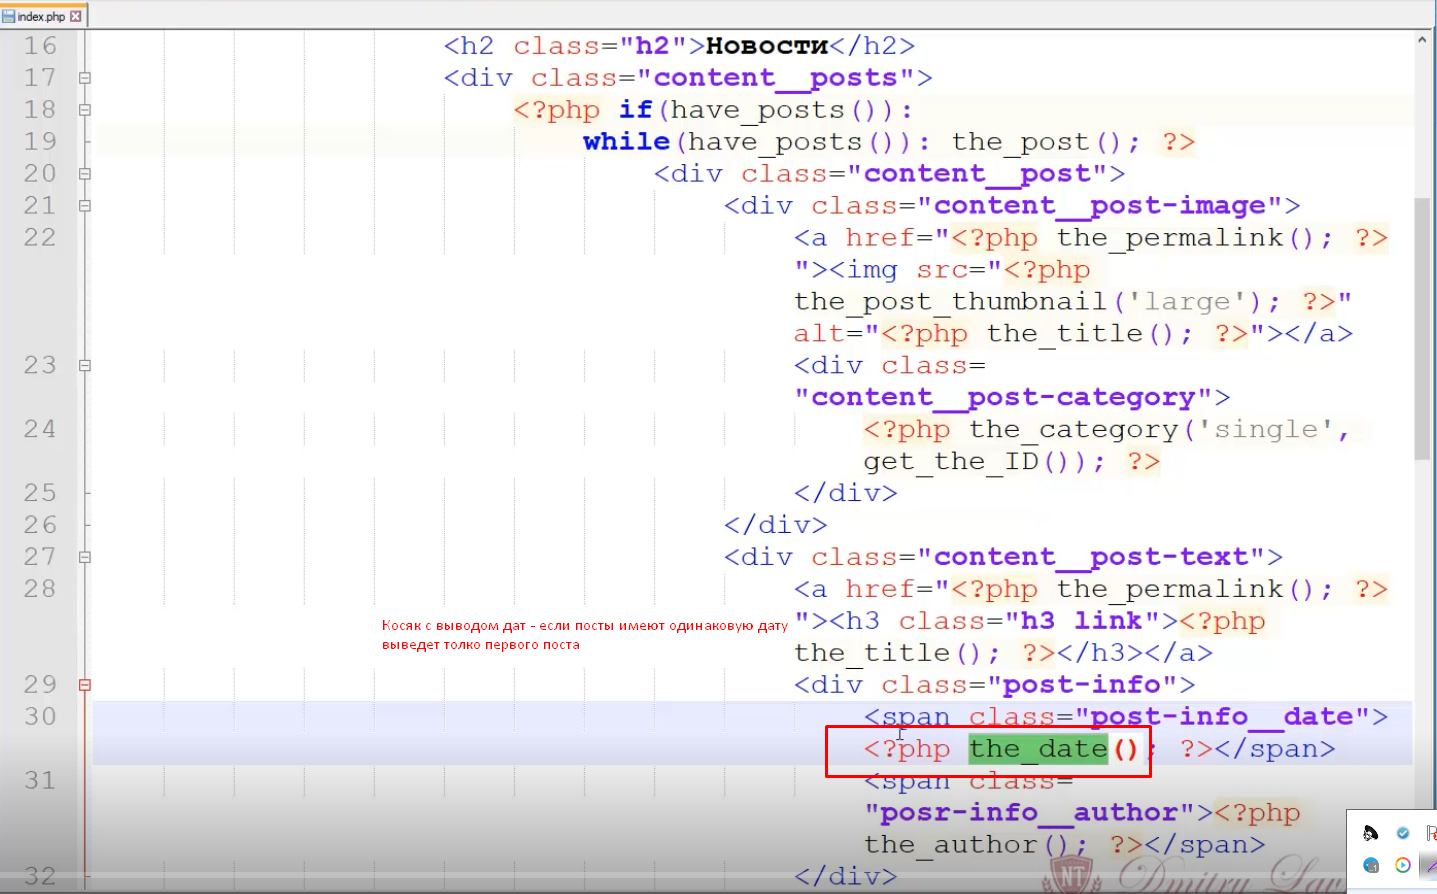 index.php
16 <h2 class="h2">Новости</h2>
17 <div class="content__posts">
18 <?php if(have_posts()):
19 while(have_posts()): the_post(); ?>
20 <div class="content__post">
21 <div class="content__post-image">
22 <a href="<?php the_permalink(); ?>
"><img src="<?php
the_post_thumbnail('large'); ?>"
alt="<?php the_title(); ?>"></a>
23 <div class=
"content__post-category">
24 <?php the_category('single',
get_the_ID()); ?>
25 </div>
26 </div>
27 <div class="content__post-text">
28 <a href="<?php the_permalink(); ?>
"><h3 class="h3 link"><?php
the_title(); ?></h3></a>
Косяк с выводом дат - если посты имеют одинаковую дату
выведет толко первого поста
29 <div class="post-info">
30 <span class="post-info__date">
<?php the_date(); ?></span>
31 <span class=
"posr-info__author"><?php
the_author(); ?></span>
32 </div>
NT Dmitry Lav